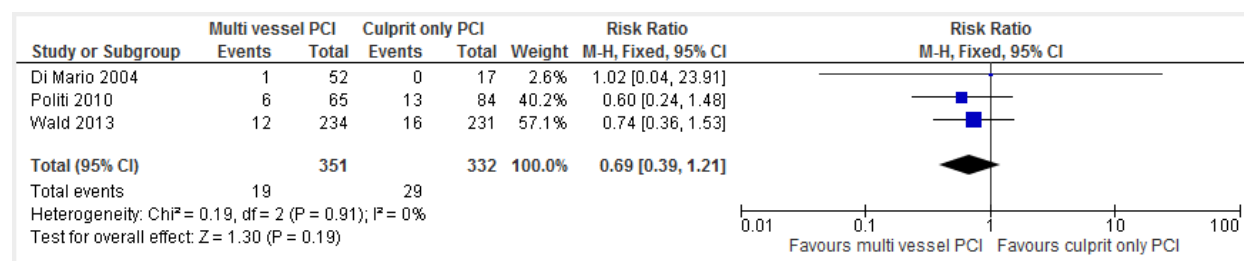 Multi vessel PCI Culprit only PCI Risk Ratio Risk Ratio
Study or Subgroup Events Total Events Total Weight M-H, Fixed, 95% CI M-H, Fixed, 95% CI
Di Mario 2004 1 52 0 17 2.6% 1.02 [0.04, 23.91]
Politi 2010 6 65 13 84 40.2% 0.60 [0.24, 1.48]
Wald 2013 12 234 16 231 57.1% 0.74 [0.36, 1.53]
Total (95% CI) 351 332 100.0% 0.69 [0.39, 1.21]
Total events 19 29
Heterogeneity: Chi² = 0.19, df = 2 (P = 0.91); I² = 0%
Test for overall effect: Z = 1.30 (P = 0.19)
0.01 0.1 1 10 100
Favours multi vessel PCI Favours culprit only PCI